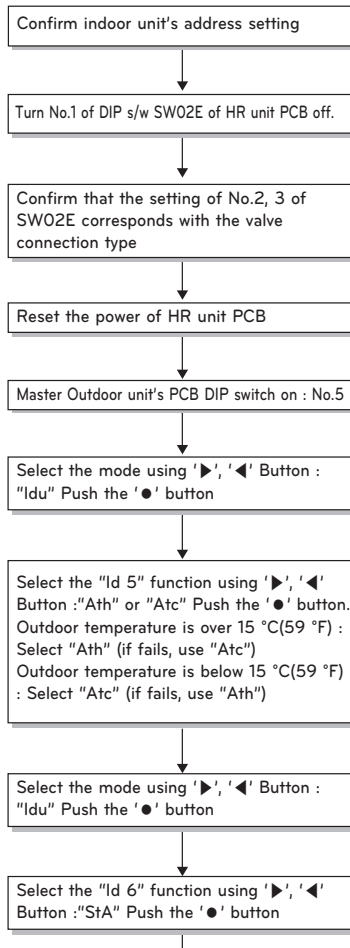 Confirm indoor unit's address setting
Turn No.1 of DIP s/w SW02E of HR unit PCB off.
Confirm that the setting of No.2, 3 of
SW02E corresponds with the valve
connection type
Reset the power of HR unit PCB
Master Outdoor unit's PCB DIP switch on : No.5
Select the mode using '▶', '◀' Button :
"Idu" Push the '●' button
Select the "Id 5" function using '▶', '◀'
Button :"Ath" or "Atc" Push the '●' button.
Outdoor temperature is over 15 °C(59 °F) :
Select "Ath" (if fails, use "Atc")
Outdoor temperature is below 15 °C(59 °F)
: Select "Atc" (if fails, use "Ath")
Select the mode using '▶', '◀' Button :
"Idu" Push the '●' button
Select the "Id 6" function using '▶', '◀'
Button :"StA" Push the '●' button